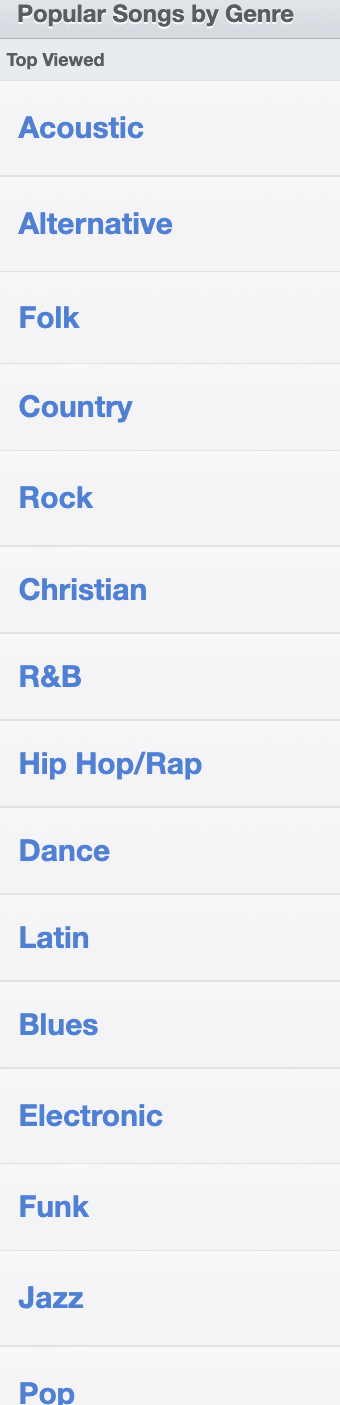 Popular Songs by Genre
Top Viewed
Acoustic
Alternative
Folk
Country
Rock
Christian
R&B
Hip Hop/Rap
Dance
Latin
Blues
Electronic
Funk
Jazz
Pop